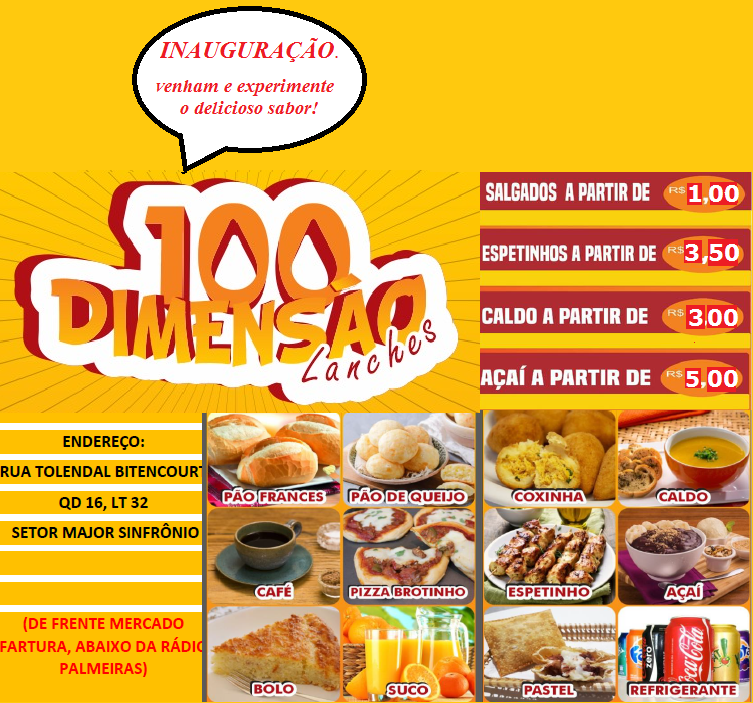 INAUGURAÇÃO.
venham e experimente
o delicioso sabor!
100
DIMENSÃO
Lanches
SALGADOS A PARTIR DE R$ 1,00
ESPETINHOS A PARTIR DE R$ 3,50
CALDO A PARTIR DE R$ 3,00
AÇAÍ A PARTIR DE R$ 5,00
ENDEREÇO:
RUA TOLENDAL BITENCOURT
QD 16, LT 32
SETOR MAJOR SINFRÔNIO
(DE FRENTE MERCADO
FARTURA, ABAIXO DA RÁDIO
PALMEIRAS)
PÃO FRANCES
PÃO DE QUEIJO
COXINHA
CALDO
CAFÉ
PIZZA BROTINHO
ESPETINHO
AÇAÍ
BOLO
SUCO
PASTEL
zero
Coca-Cola
REFRIGERANTE